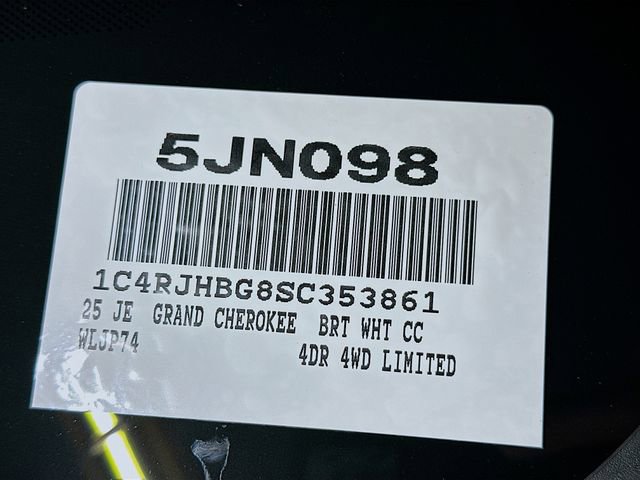 5JN098
1C4RJHBG8SC353861
25 JE GRAND CHEROKEE BRT WHT CC
WLJP74 4DR 4WD LIMITED